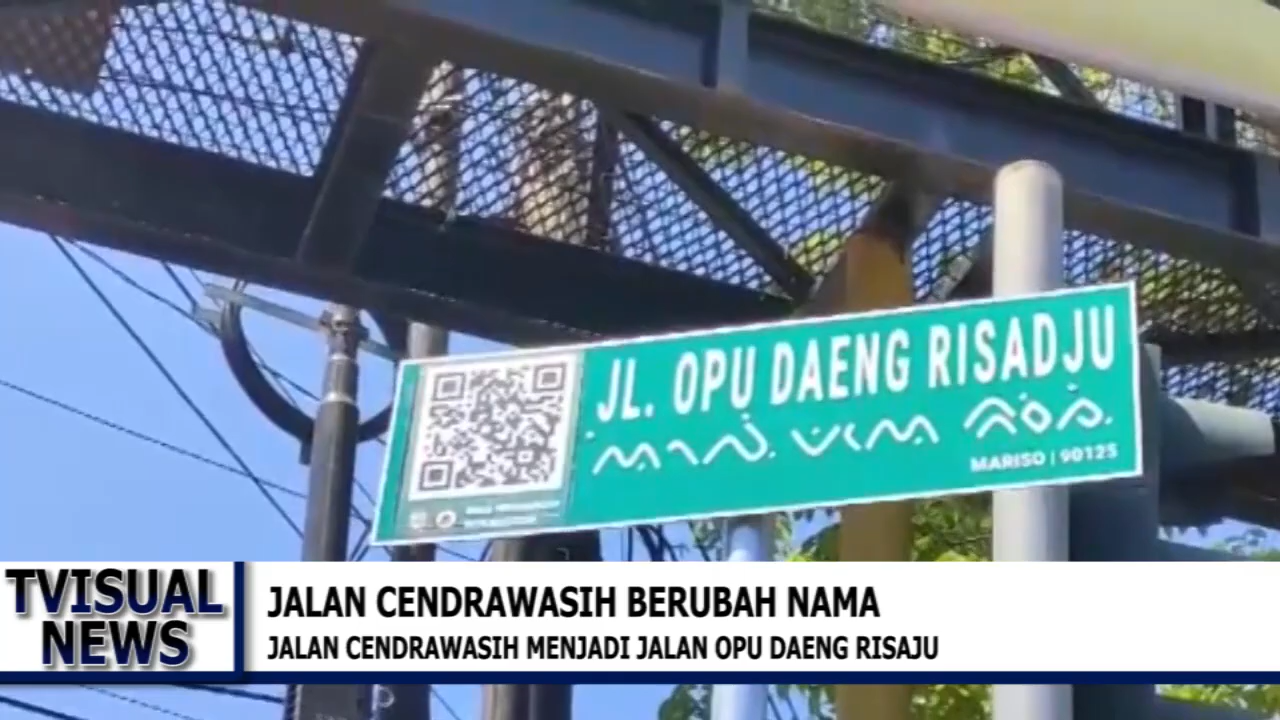 JL. OPU DAENG RISADJU
MARISO | 90125
TVISUAL
NEWS
JALAN CENDRAWASIH BERUBAH NAMA
JALAN CENDRAWASIH MENJADI JALAN OPU DAENG RISAJU